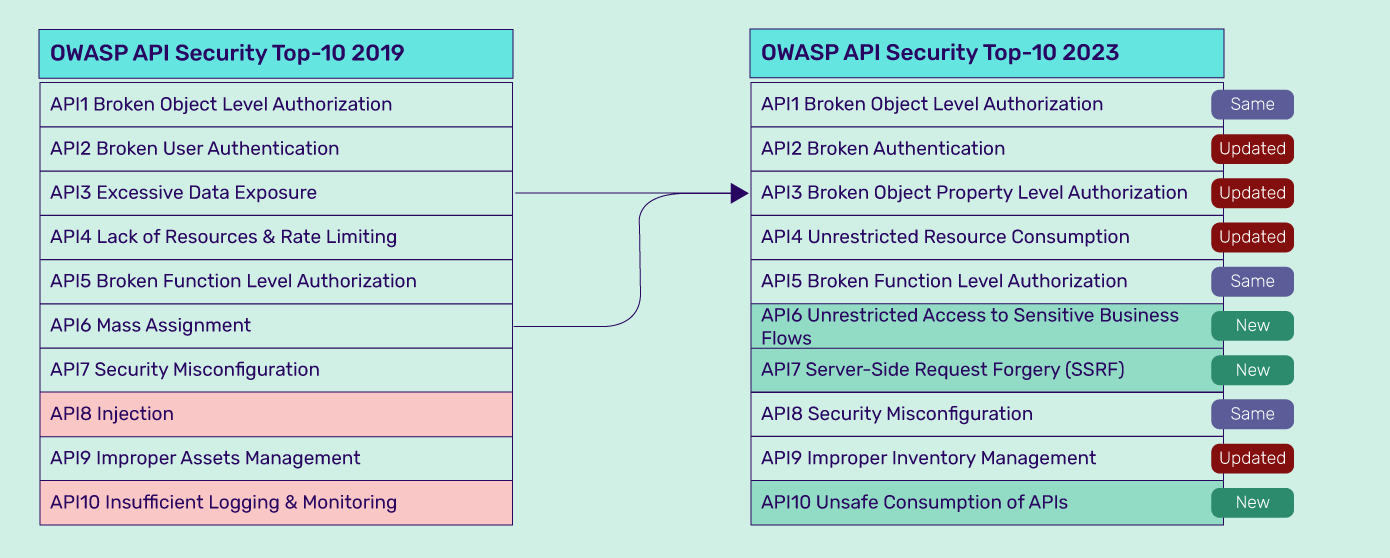 OWASP API Security Top-10 2019
API1 Broken Object Level Authorization
API2 Broken User Authentication
API3 Excessive Data Exposure
API4 Lack of Resources & Rate Limiting
API5 Broken Function Level Authorization
API6 Mass Assignment
API7 Security Misconfiguration
API8 Injection
API9 Improper Assets Management
API10 Insufficient Logging & Monitoring
OWASP API Security Top-10 2023
API1 Broken Object Level Authorization Same
API2 Broken Authentication Updated
API3 Broken Object Property Level Authorization Updated
API4 Unrestricted Resource Consumption Updated
API5 Broken Function Level Authorization Same
API6 Unrestricted Access to Sensitive Business
Flows New
API7 Server-Side Request Forgery (SSRF) New
API8 Security Misconfiguration Same
API9 Improper Inventory Management Updated
API10 Unsafe Consumption of APIs New